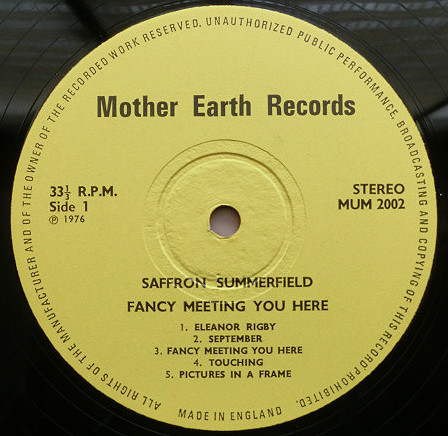 ALL RIGHTS OF THE MANUFACTURER AND OF THE OWNER OF THE RECORDED WORK RESERVED. UNAUTHORIZED PUBLIC PERFORMANCE, BROADCASTING AND COPYING OF THIS RECORD PROHIBITED.
Mother Earth Records
33⅓ R.P.M.
Side 1
℗ 1976
STEREO
MUM 2002
SAFFRON SUMMERFIELD
FANCY MEETING YOU HERE
1. ELEANOR RIGBY
2. SEPTEMBER
3. FANCY MEETING YOU HERE
4. TOUCHING
5. PICTURES IN A FRAME
MADE IN ENGLAND